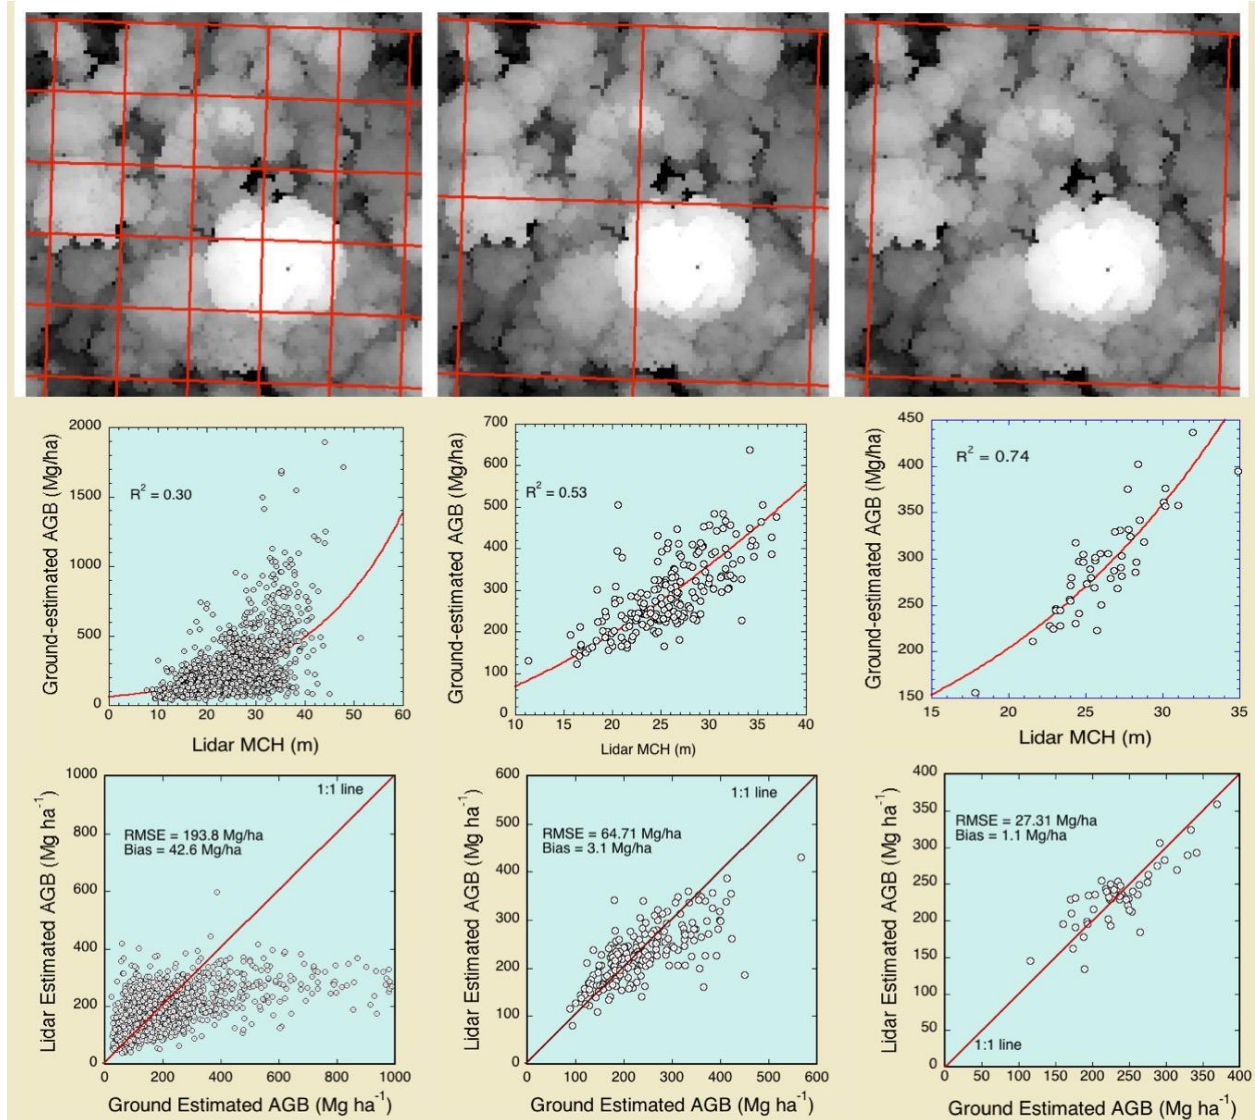 Ground-estimated AGB (Mg/ha)
2000
1500
1000
500
0
R² = 0.30
0 10 20 30 40 50 60
Lidar MCH (m)
Ground-estimated AGB (Mg/ha)
700
600
500
400
300
200
100
0
R² = 0.53
10 15 20 25 30 35 40
Lidar MCH (m)
Ground-estimated AGB (Mg/ha)
450
400
350
300
250
200
150
R² = 0.74
15 20 25 30 35
Lidar MCH (m)
Lidar Estimated AGB (Mg ha⁻¹)
1000
800
600
400
200
0
1:1 line
RMSE = 193.8 Mg/ha
Bias = 42.6 Mg/ha
0 200 400 600 800 1000
Ground Estimated AGB (Mg ha⁻¹)
Lidar Estimated AGB (Mg ha⁻¹)
600
500
400
300
200
100
0
1:1 line
RMSE = 64.71 Mg/ha
Bias = 3.1 Mg/ha
0 100 200 300 400 500 600
Ground Estimated AGB (Mg ha⁻¹)
Lidar Estimated AGB (Mg ha⁻¹)
400
350
300
250
200
150
100
50
0
RMSE = 27.31 Mg/ha
Bias = 1.1 Mg/ha
1:1 line
0 50 100 150 200 250 300 350 400
Ground Estimated AGB (Mg ha⁻¹)